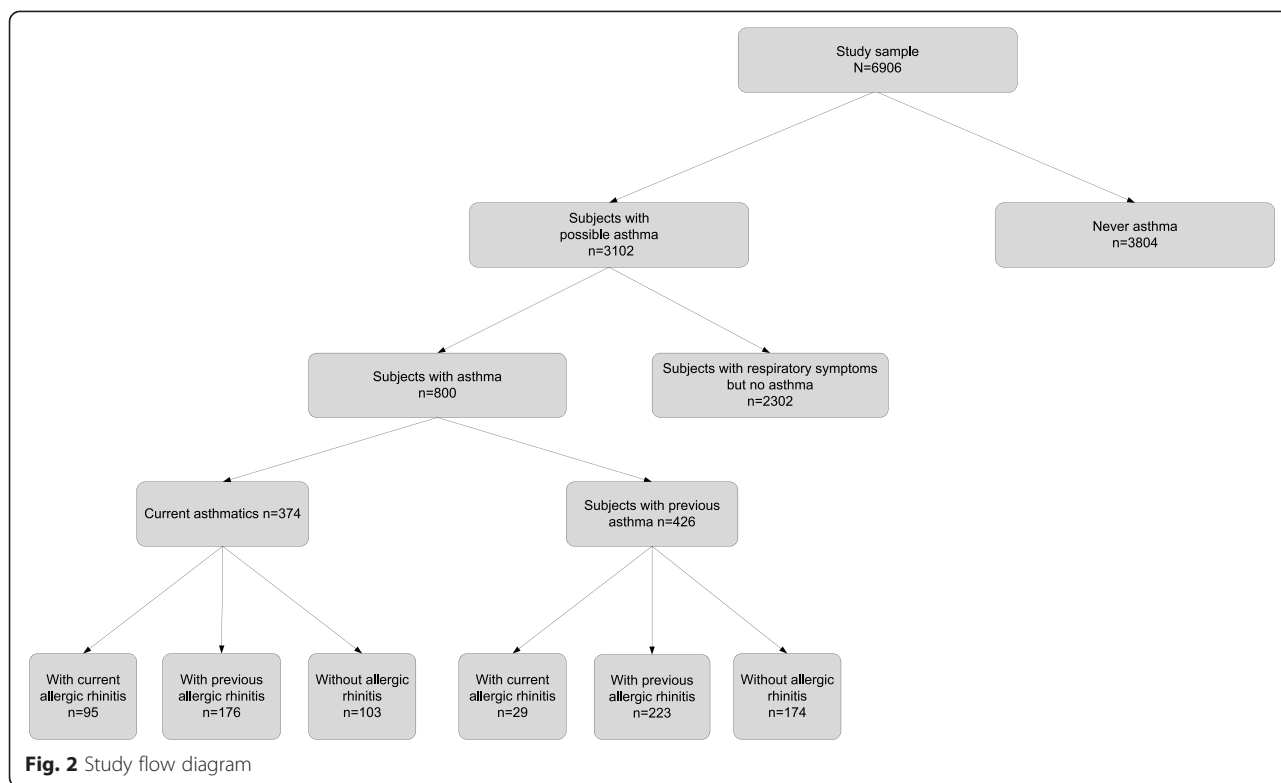 Study sample
N=6906
Subjects with
possible asthma
n=3102
Never asthma
n=3804
Subjects with asthma
n=800
Subjects with respiratory symptoms
but no asthma
n=2302
Current asthmatics n=374
Subjects with previous
asthma n=426
With current
allergic rhinitis
n=95
With previous
allergic rhinitis
n=176
Without allergic
rhinitis
n=103
With current
allergic rhinitis
n=29
With previous
allergic rhinitis
n=223
Without allergic
rhinitis
n=174
Fig. 2 Study flow diagram